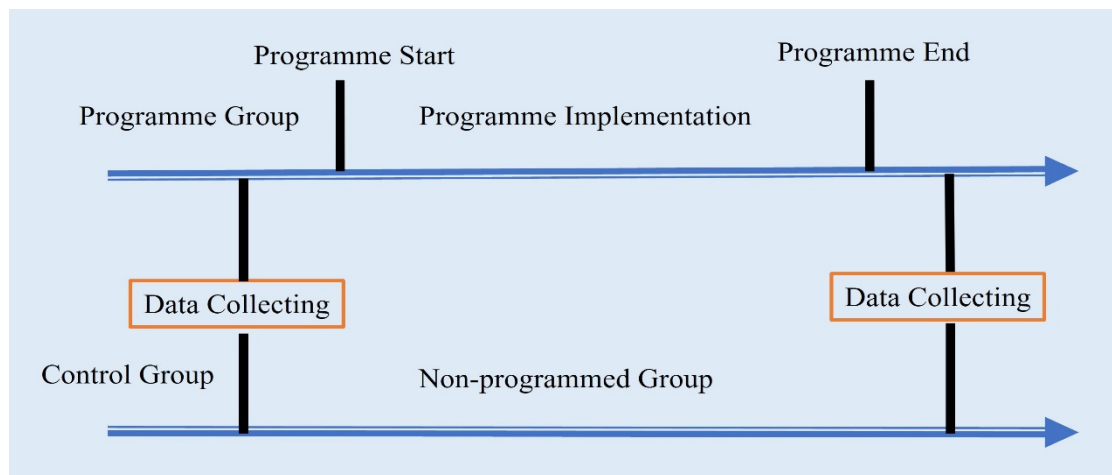 Programme Start
Programme End
Programme Group
Programme Implementation
Data Collecting
Data Collecting
Control Group
Non-programmed Group